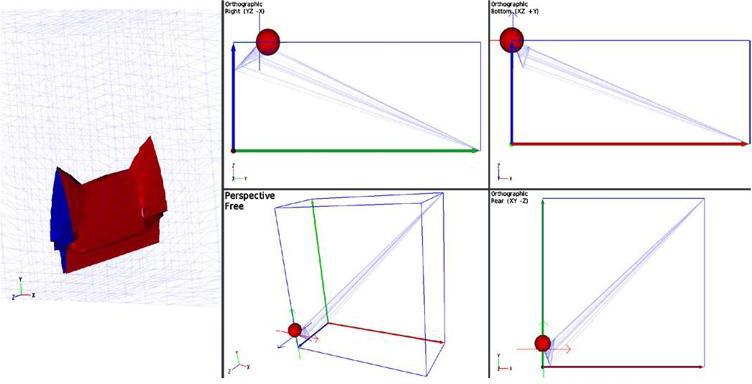 Orthographic
Right (YZ -X)
Orthographic
Bottom (XZ +Y)
Z
Y
Z
X
Perspective
Free
Orthographic
Rear (XY -Z)
Y
Z
X
Y
Z
X
Y
X